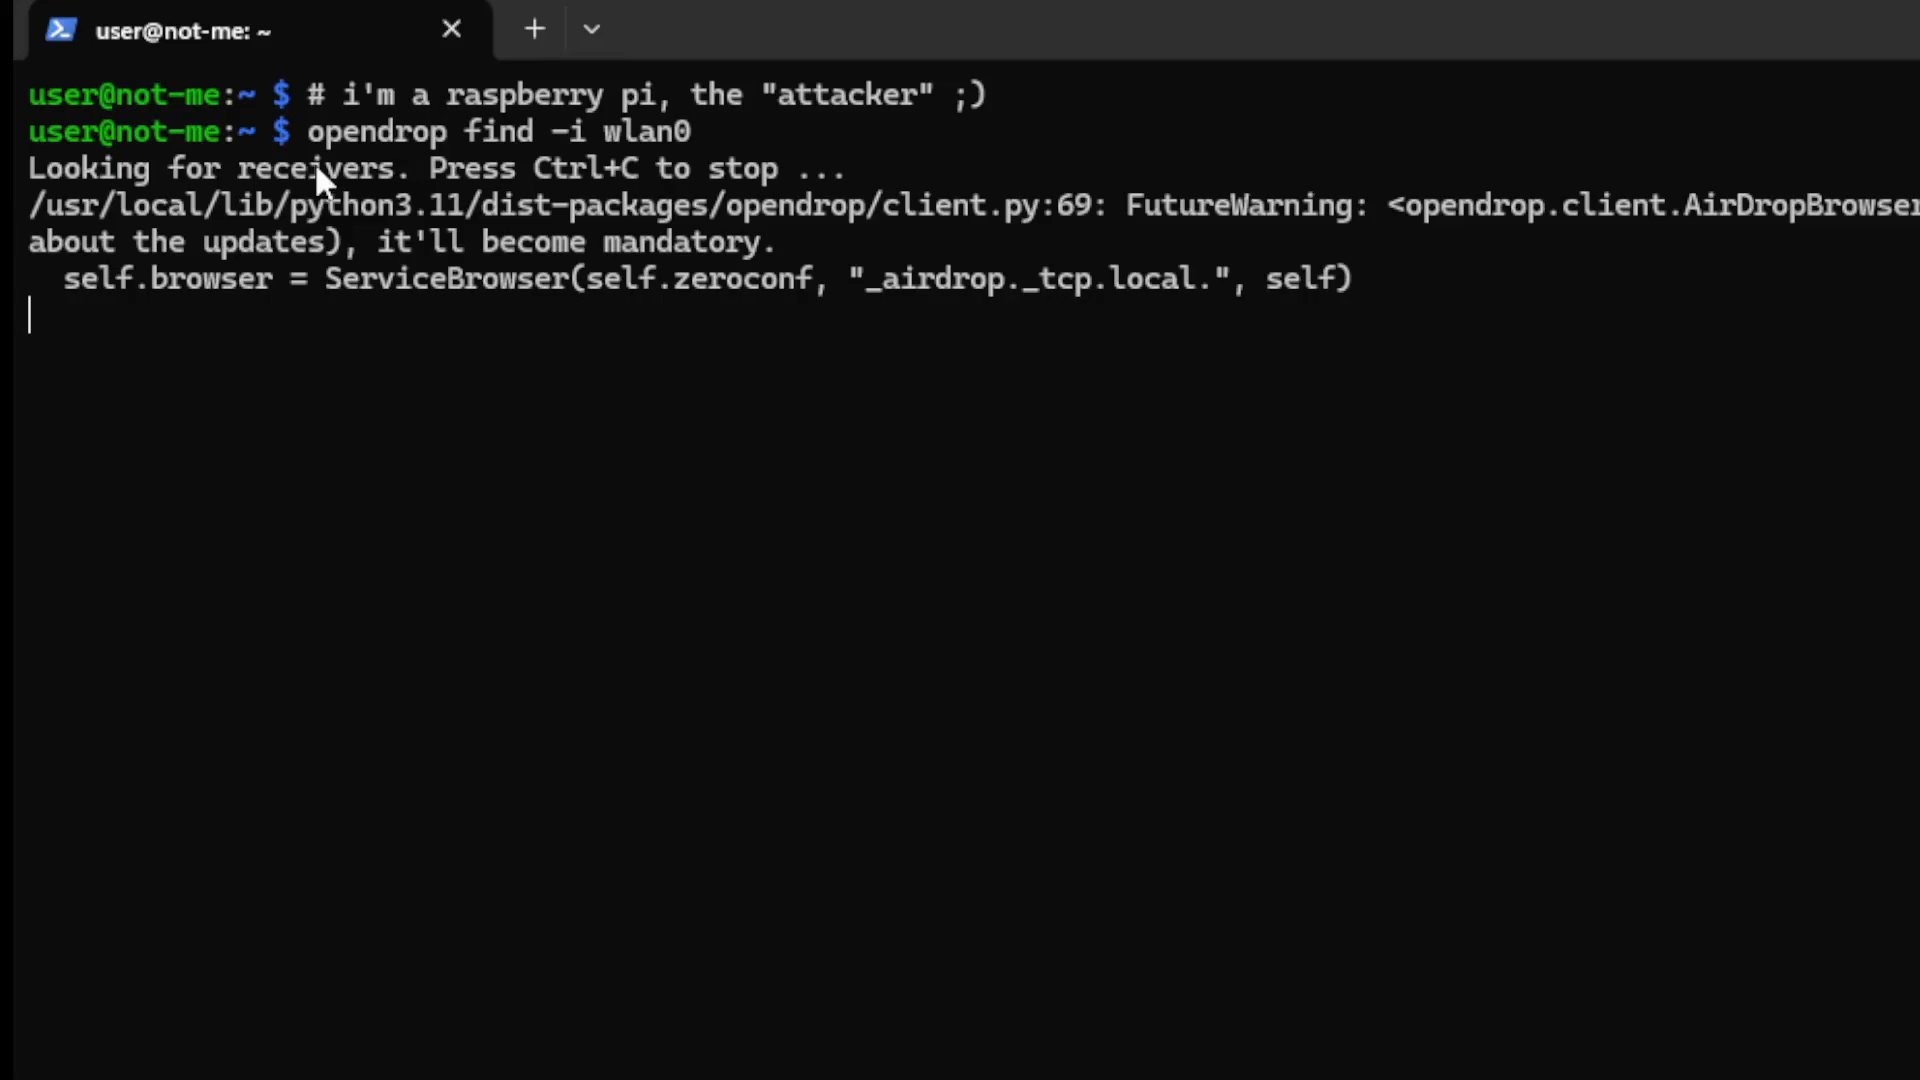 user@not-me: ~
user@not-me:~ $ # i'm a raspberry pi, the "attacker" ;)
user@not-me:~ $ opendrop find -i wlan0
Looking for receivers. Press Ctrl+C to stop ...
/usr/local/lib/python3.11/dist-packages/opendrop/client.py:69: FutureWarning: <opendrop.client.AirDropBrowser
about the updates), it'll become mandatory.
  self.browser = ServiceBrowser(self.zeroconf, "_airdrop._tcp.local.", self)